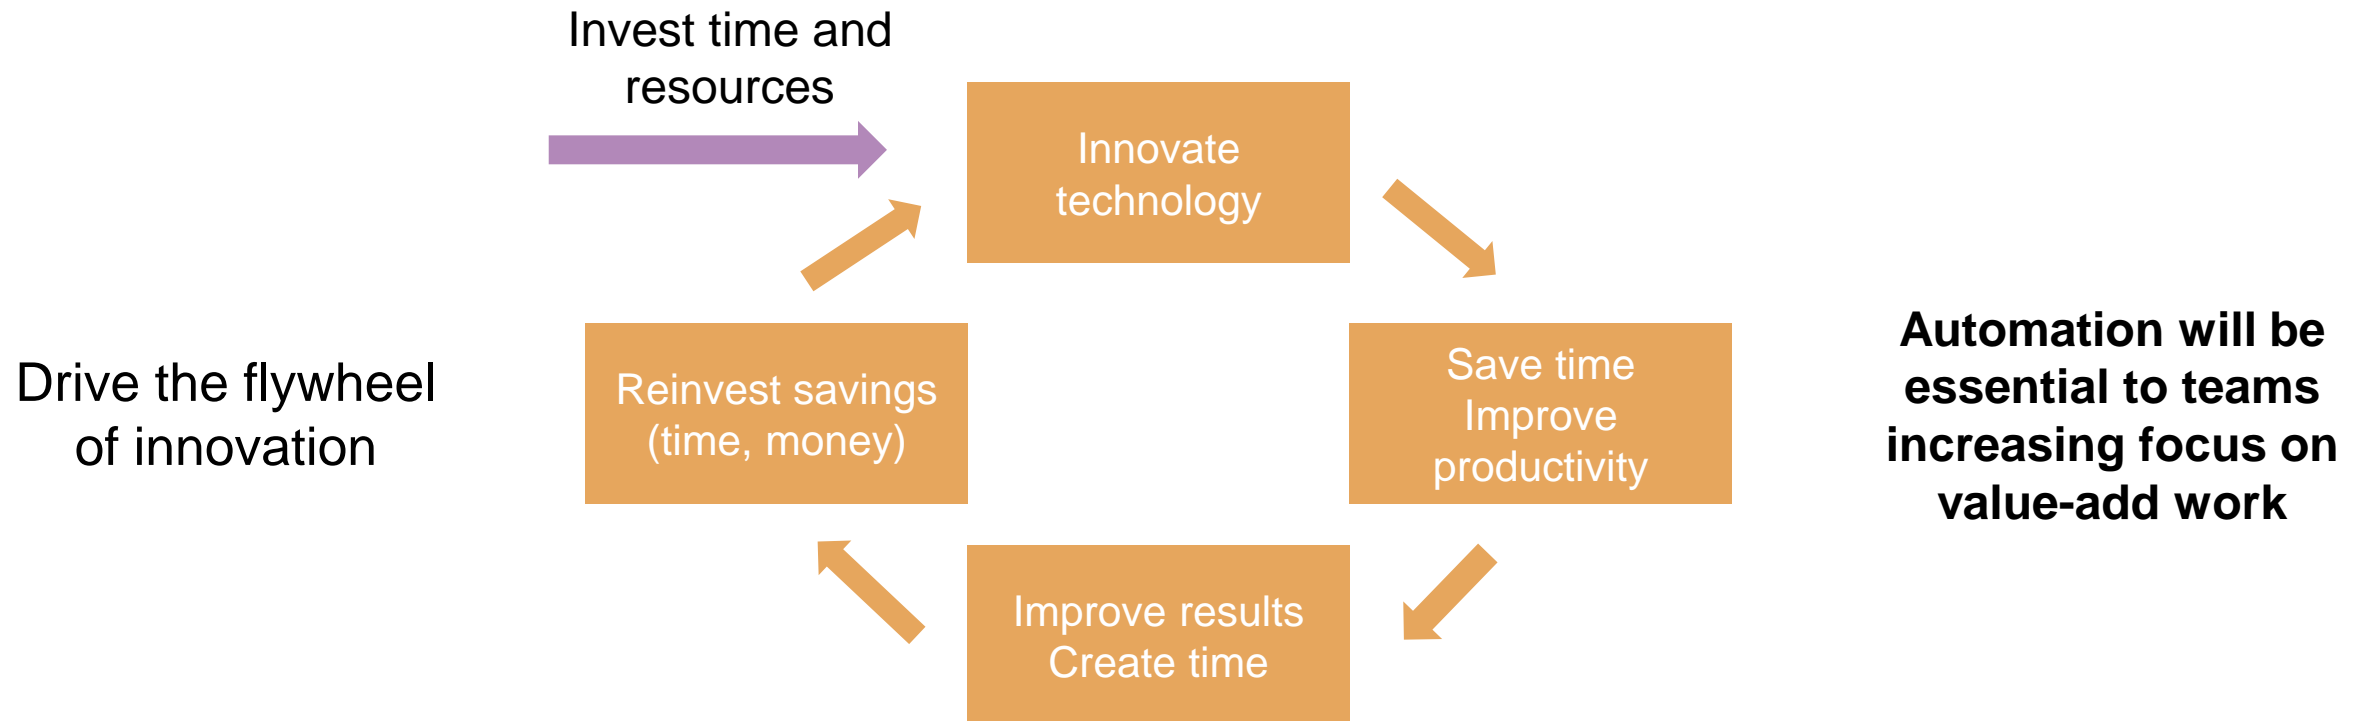 Invest time and
resources
Innovate
technology
Drive the flywheel
of innovation
Reinvest savings
(time, money)
Save time
Improve
productivity
Automation will be
essential to teams
increasing focus on
value-add work
Improve results
Create time